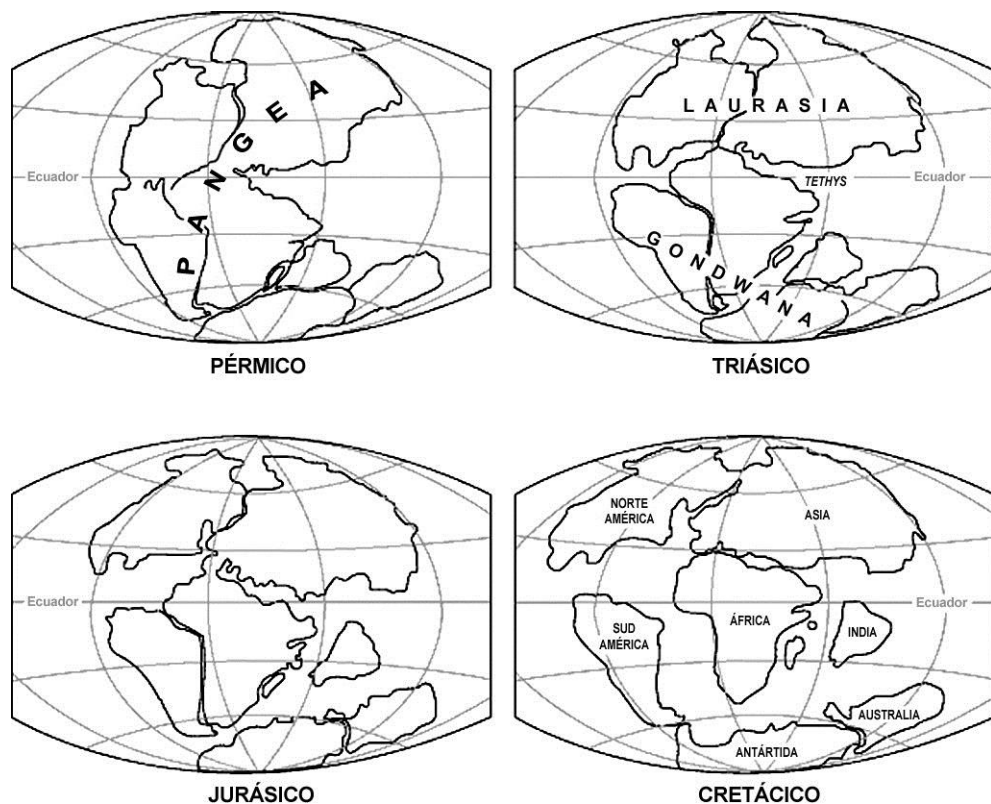 PANGEA
Ecuador
PÉRMICO
LAURASIA
TETHYS
Ecuador
GONDWANA
TRIÁSICO
Ecuador
JURÁSICO
NORTE
AMÉRICA
ASIA
Ecuador
SUD
AMÉRICA
ÁFRICA
INDIA
AUSTRALIA
ANTÁRTIDA
CRETÁCICO